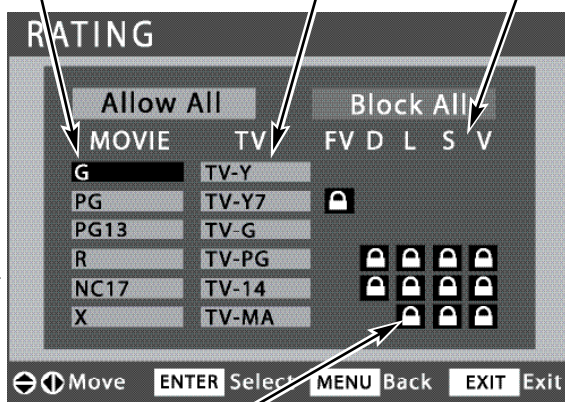 RATING
Allow All Block All
MOVIE TV FV D L S V
G TV-Y
PG TV-Y7
PG13 TV-G
R TV-PG
NC17 TV-14
X TV-MA
Move ENTER Select MENU Back EXIT Exit